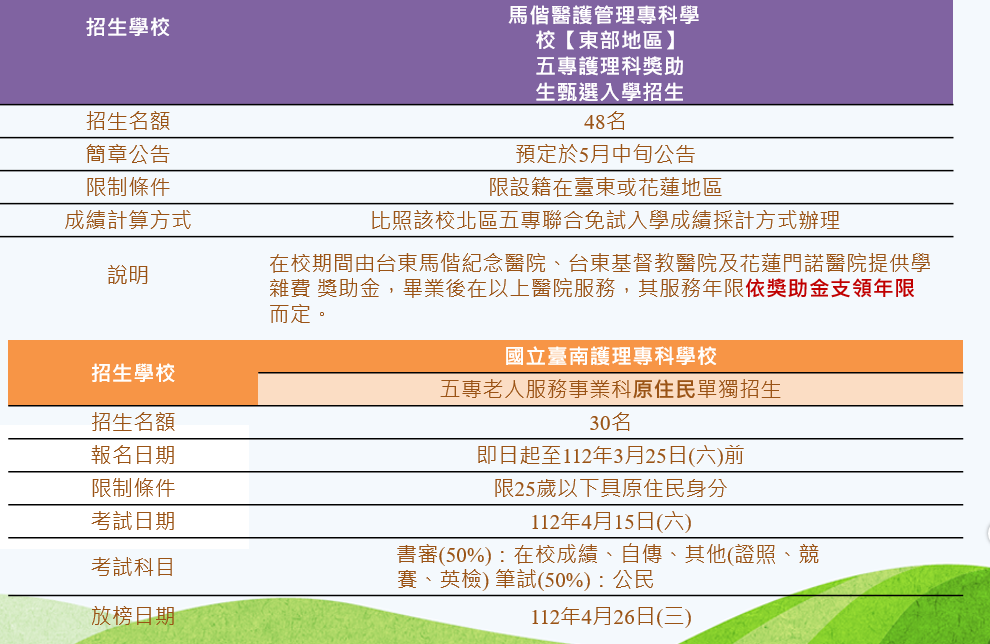 招生學校
馬偕醫護管理專科學
校【東部地區】
五專護理科獎助
生甄選入學招生
招生名額
48名
簡章公告
預定於5月中旬公告
限制條件
限設籍在臺東或花蓮地區
成績計算方式
比照該校北區五專聯合免試入學成績採計方式辦理
說明
在校期間由台東馬偕紀念醫院、台東基督教醫院及花蓮門諾醫院提供學
雜費 獎助金，畢業後在以上醫院服務，其服務年限依獎助金支領年限
而定。
招生學校
國立臺南護理專科學校
五專老人服務事業科原住民單獨招生
招生名額
30名
報名日期
即日起至112年3月25日(六)前
限制條件
限25歲以下具原住民身分
考試日期
112年4月15日(六)
考試科目
書審(50%)：在校成績、自傳、其他(證照、競
賽、英檢) 筆試(50%)：公民
放榜日期
112年4月26日(三)